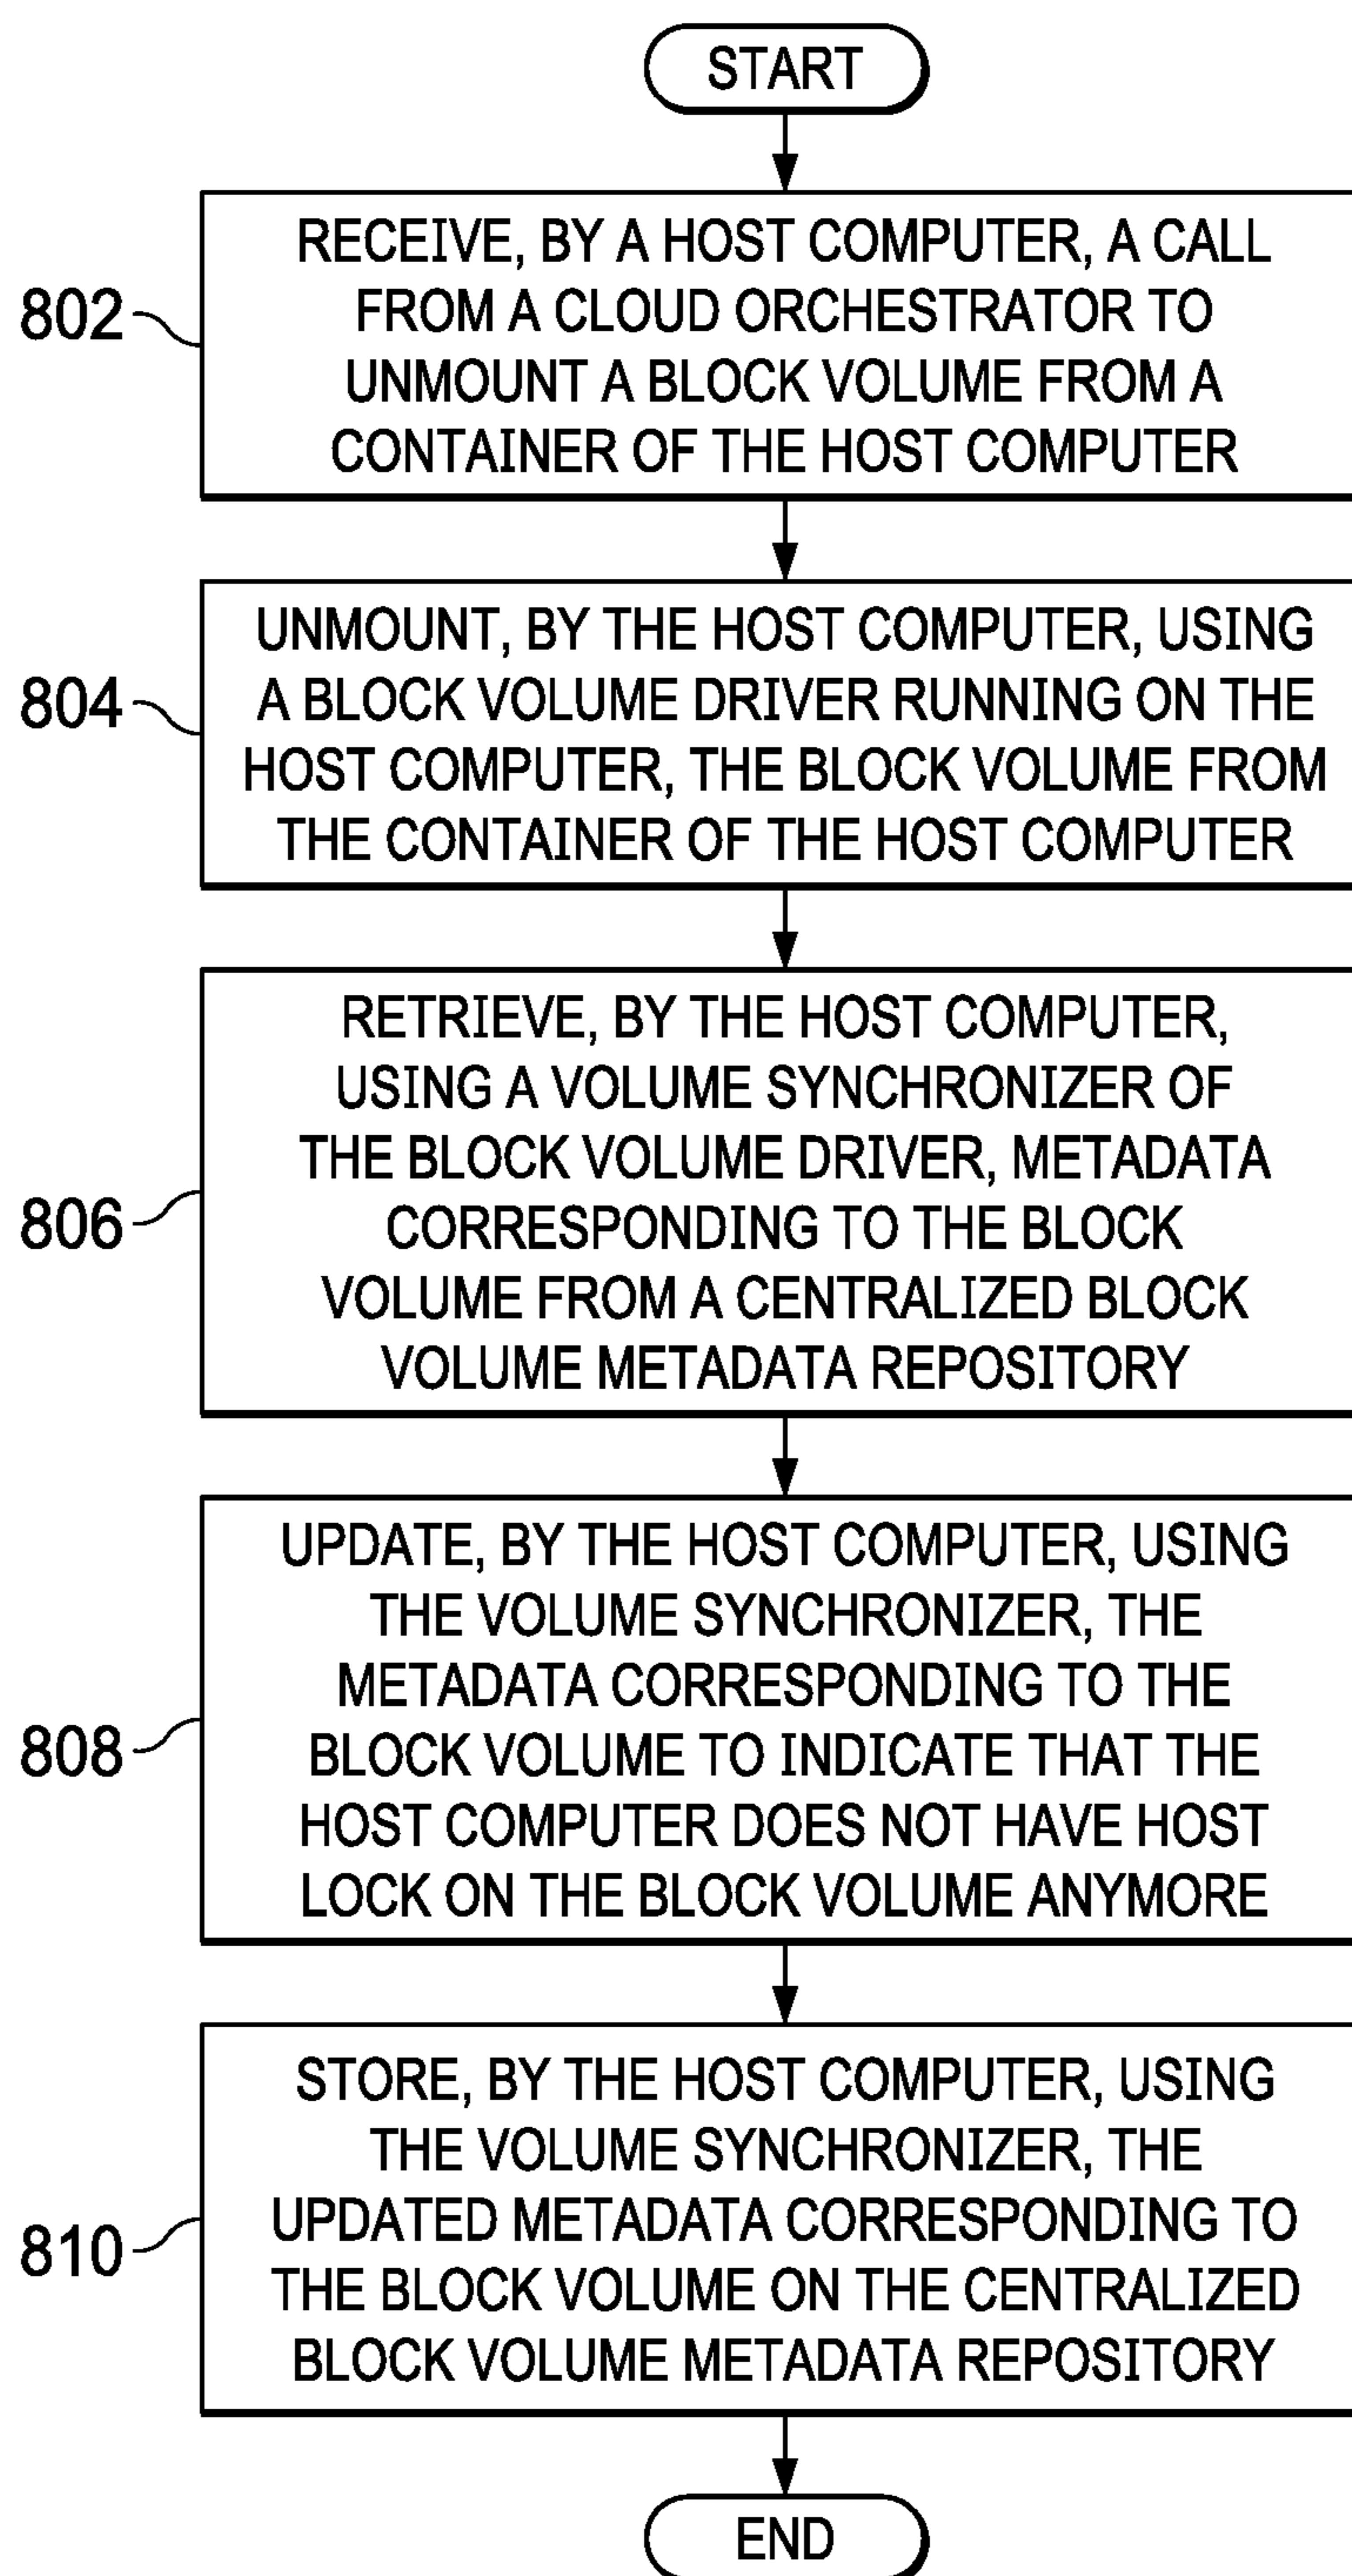 START
802
RECEIVE, BY A HOST COMPUTER, A CALL
FROM A CLOUD ORCHESTRATOR TO
UNMOUNT A BLOCK VOLUME FROM A
CONTAINER OF THE HOST COMPUTER
804
UNMOUNT, BY THE HOST COMPUTER, USING
A BLOCK VOLUME DRIVER RUNNING ON THE
HOST COMPUTER, THE BLOCK VOLUME FROM
THE CONTAINER OF THE HOST COMPUTER
806
RETRIEVE, BY THE HOST COMPUTER,
USING A VOLUME SYNCHRONIZER OF
THE BLOCK VOLUME DRIVER, METADATA
CORRESPONDING TO THE BLOCK
VOLUME FROM A CENTRALIZED BLOCK
VOLUME METADATA REPOSITORY
808
UPDATE, BY THE HOST COMPUTER, USING
THE VOLUME SYNCHRONIZER, THE
METADATA CORRESPONDING TO THE
BLOCK VOLUME TO INDICATE THAT THE
HOST COMPUTER DOES NOT HAVE HOST
LOCK ON THE BLOCK VOLUME ANYMORE
810
STORE, BY THE HOST COMPUTER, USING
THE VOLUME SYNCHRONIZER, THE
UPDATED METADATA CORRESPONDING TO
THE BLOCK VOLUME ON THE CENTRALIZED
BLOCK VOLUME METADATA REPOSITORY
END